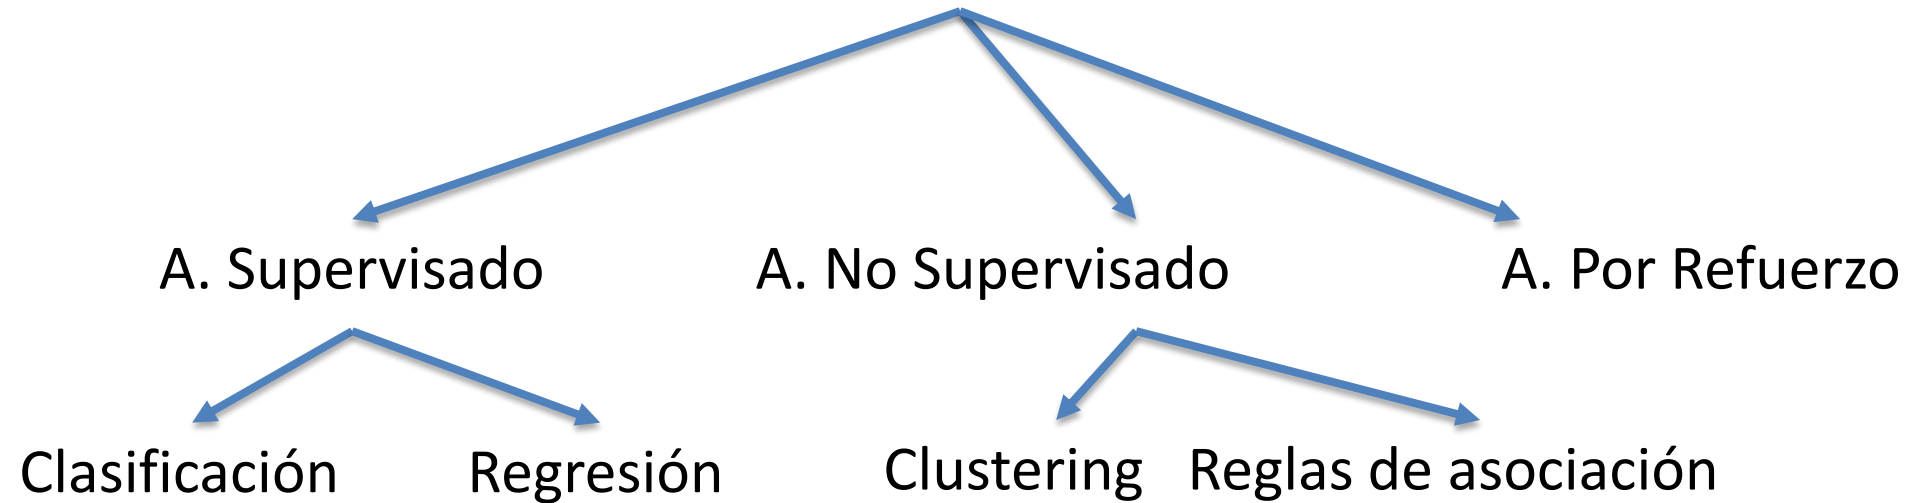 A. Supervisado
A. No Supervisado
A. Por Refuerzo
Clasificación
Regresión
Clustering
Reglas de asociación